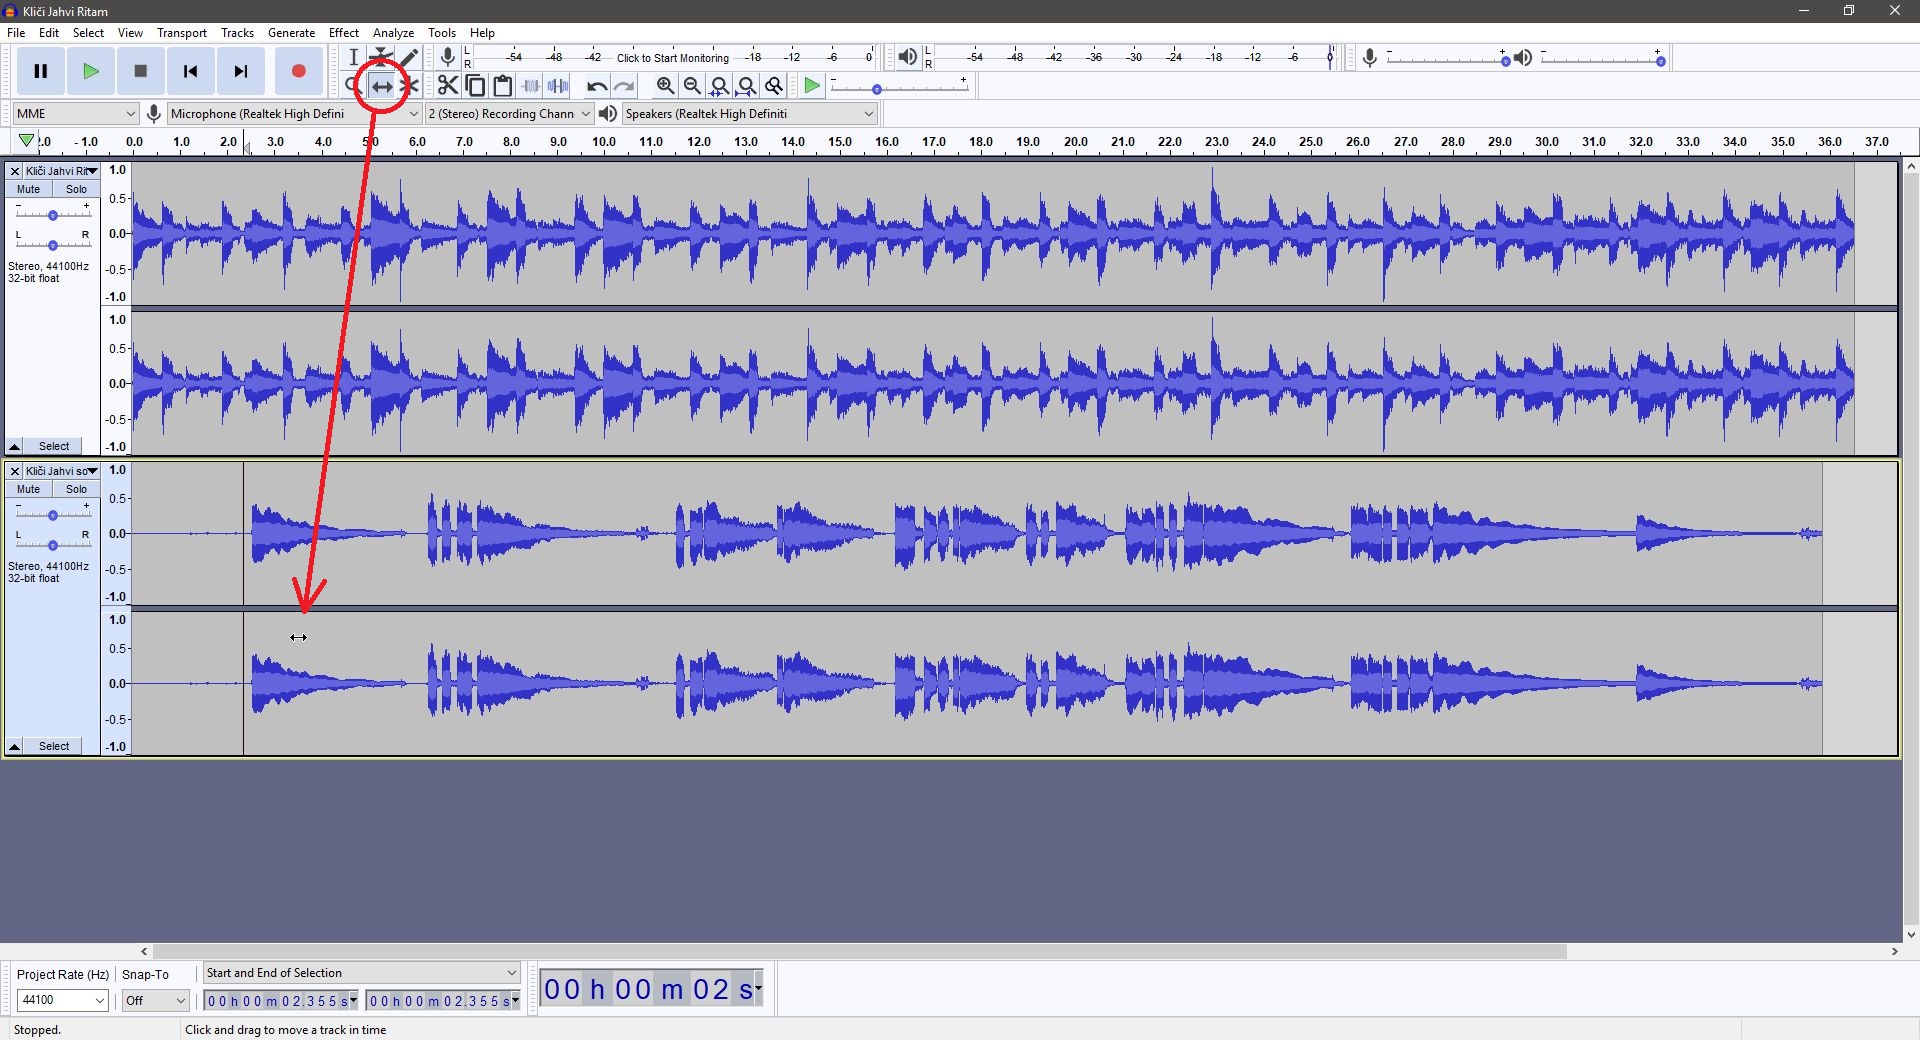 Kliči Jahvi Ritam
File Edit Select View Transport Tracks Generate Effect Analyze Tools Help
L -54 -48 -42 Click to Start Monitoring -18 -12 -6 0 L -54 -48 -42 -36 -30 -24 -18 -12 -6 0
R R
MME Microphone (Realtek High Defini 2 (Stereo) Recording Chann Speakers (Realtek High Definiti
2.0 -1.0 0.0 1.0 2.0 3.0 4.0 5.0 6.0 7.0 8.0 9.0 10.0 11.0 12.0 13.0 14.0 15.0 16.0 17.0 18.0 19.0 20.0 21.0 22.0 23.0 24.0 25.0 26.0 27.0 28.0 29.0 30.0 31.0 32.0 33.0 34.0 35.0 36.0 37.0
× Kliči Jahvi Rit 1.0
Mute Solo
- + 0.5
L R 0.0
Stereo, 44100Hz -0.5
32-bit float
-1.0
1.0
0.5
0.0
-0.5
Select -1.0
× Kliči Jahvi so 1.0
Mute Solo
- + 0.5
L R 0.0
Stereo, 44100Hz -0.5
32-bit float
-1.0
1.0
0.5
0.0
-0.5
Select -1.0
Project Rate (Hz) Snap-To Start and End of Selection
44100 Off 00h00m02.355s 00h00m02.355s 00 h 00 m 02 s
Stopped. Click and drag to move a track in time